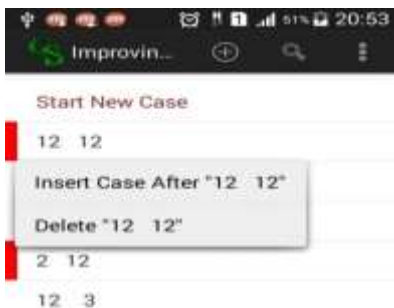 51% 20:53
Improvin...
Start New Case
12 12
Insert Case After "12 12"
Delete "12 12"
2 12
12 3